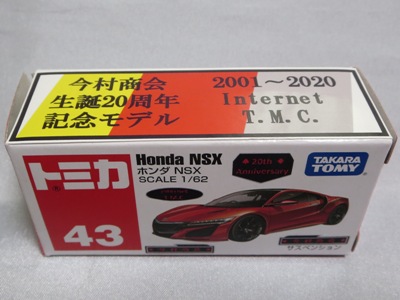 今村商会 2001～2020
生誕20周年 Internet
記念モデル T.M.C.
トミカ
Honda NSX
ホンダ NSX
SCALE 1/62
20th
Anniversary
TAKARA
TOMY
43
サスペンション